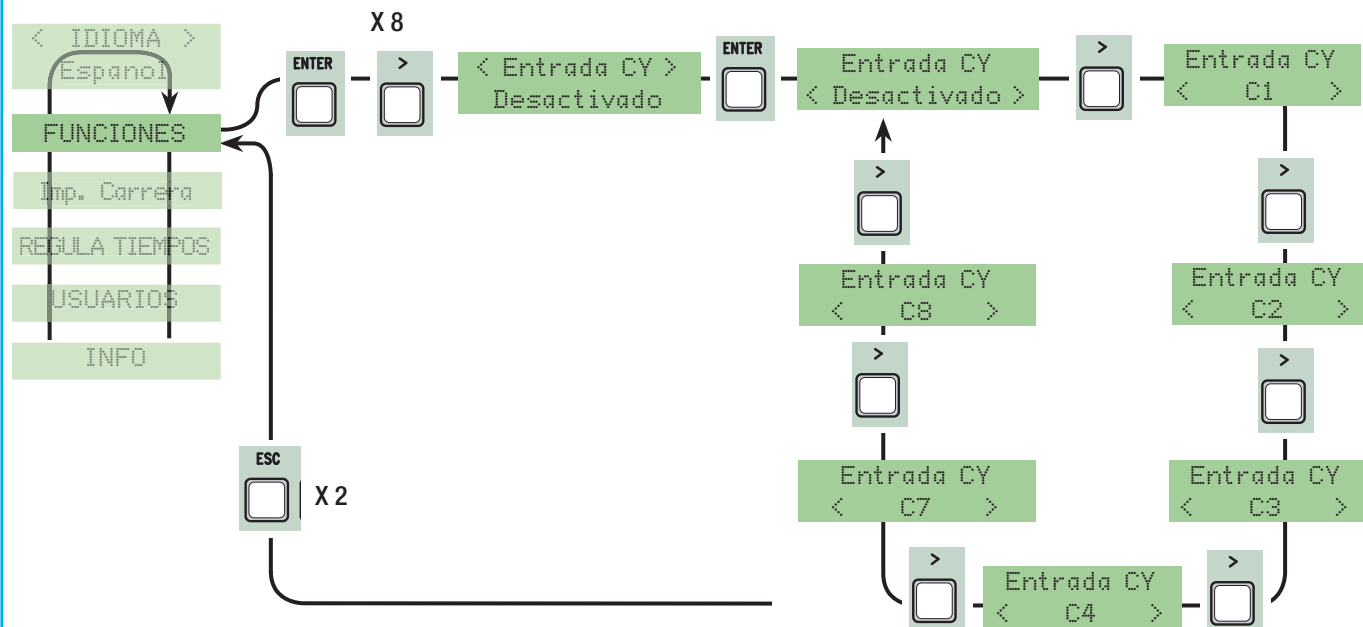 < IDIOMA >
Espanol
FUNCIONES
Imp. Carrera
REGULA TIEMPOS
USUARIOS
INFO
ENTER
X 8
>
< Entrada CY >
Desactivado
ENTER
Entrada CY
< Desactivado >
>
Entrada CY
< C1 >
>
Entrada CY
< C2 >
>
Entrada CY
< C3 >
>
Entrada CY
< C4 >
>
Entrada CY
< C7 >
>
Entrada CY
< C8 >
>
ESC
X 2